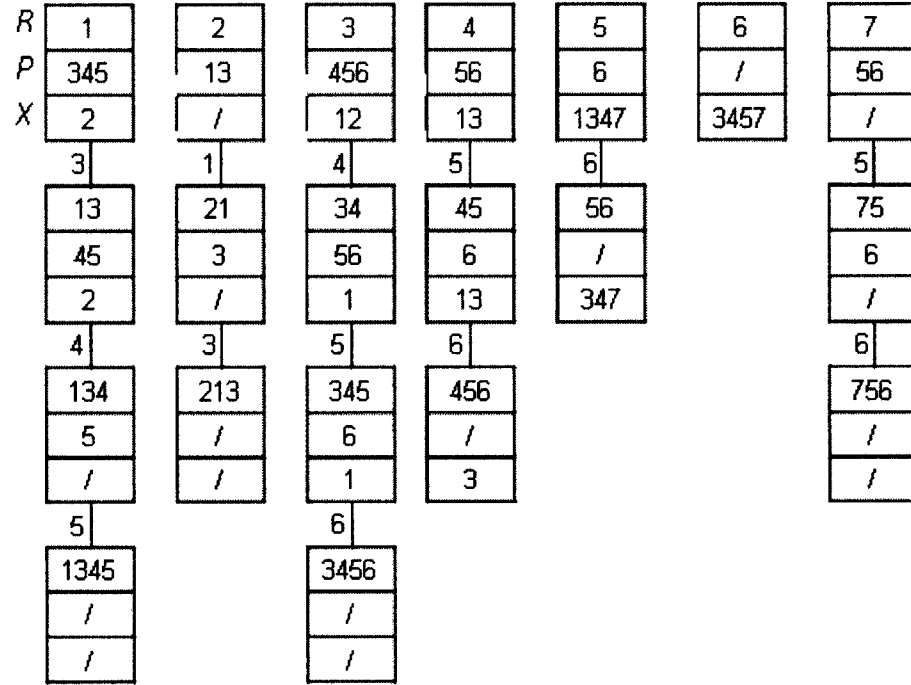 R 1 2 3 4 5 6 7
P 345 13 456 56 6 / 56
X 2 / 12 13 1347 3457 /
3 1 4 5 6 5
13 21 34 45 56 75
45 3 56 6 / 6
2 / 1 13 347 /
4 3 5 6 6
134 213 345 456 756
5 / 6 / /
/ / 1 3 /
5 6
1345 3456
/ /
/ /